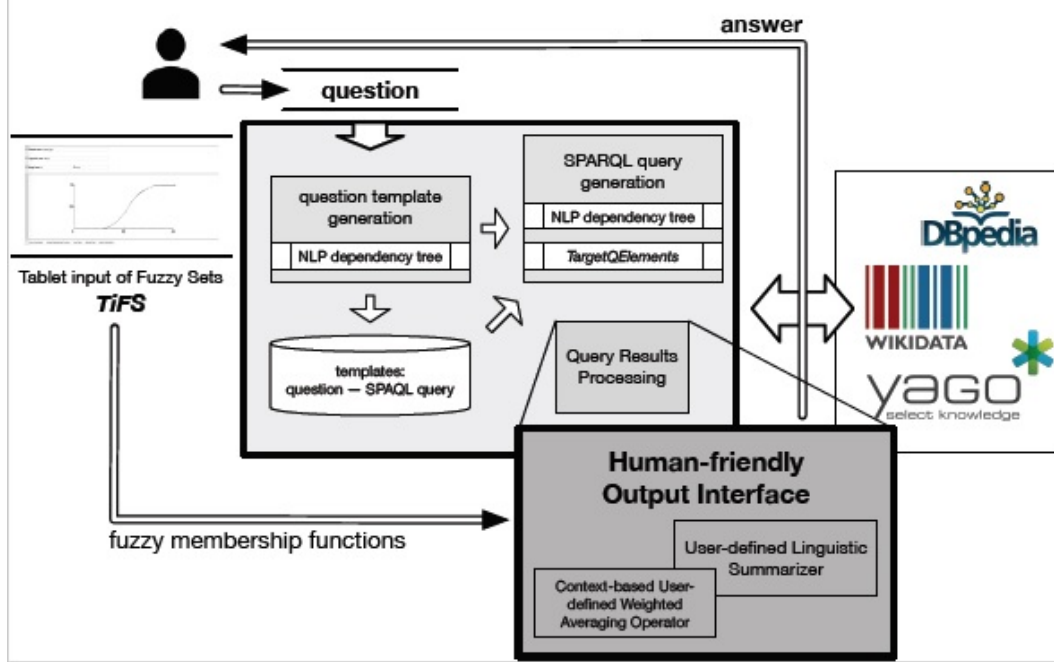 answer
question
question template
generation
NLP dependency tree
SPARQL query
generation
NLP dependency tree
TargetQElements
Tablet input of Fuzzy Sets
TiFS
templates:
question — SPAQL query
Query Results
Processing
DBpedia
WIKIDATA
yago
select knowledge
Human-friendly
Output Interface
User-defined Linguistic
Summarizer
Context-based User-
defined Weighted
Averaging Operator
fuzzy membership functions